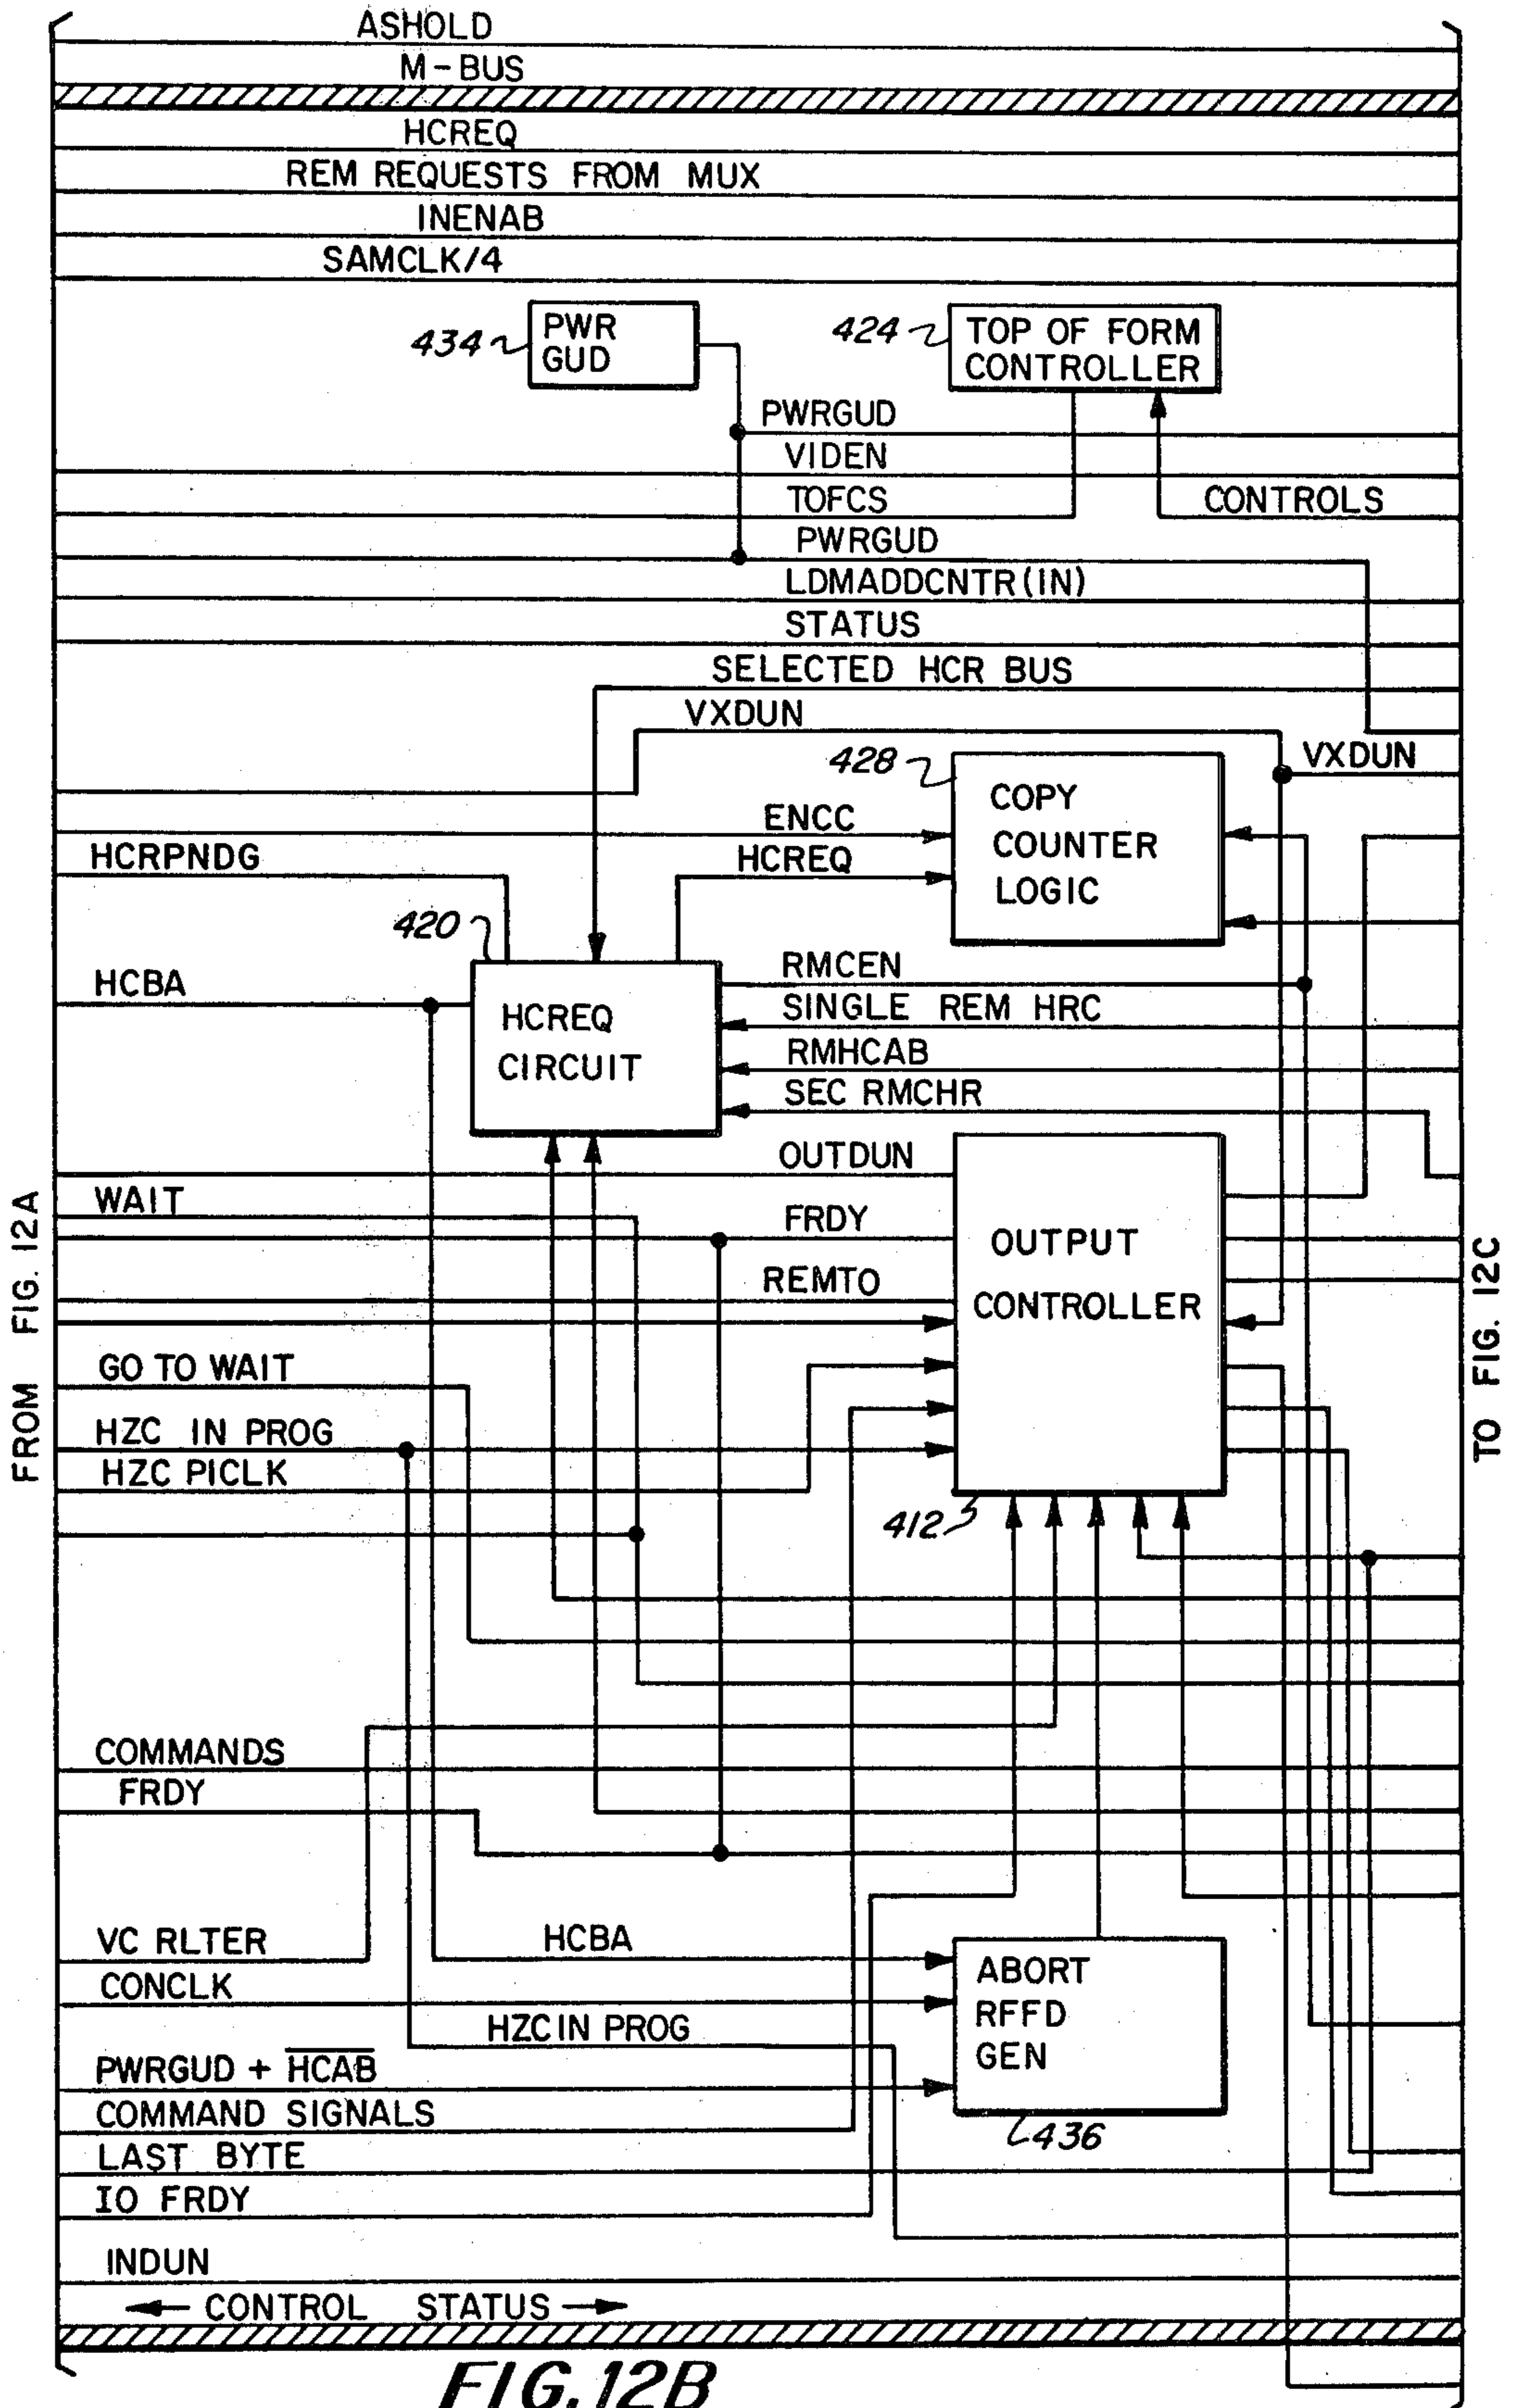 ASHOLD
M-BUS
HCREQ
REM REQUESTS FROM MUX
INENAB
SAMCLK/4
434
PWR
GUD
424
TOP OF FORM
CONTROLLER
PWRGUD
VIDEN
TOFCS
CONTROLS
PWRGUD
LDMADDCNTR(IN)
STATUS
SELECTED HCR BUS
VXDUN
428
VXDUN
COPY
COUNTER
LOGIC
ENCC
HCRPNDG
HCREQ
420
HCBA
HCREQ
CIRCUIT
RMCEN
SINGLE REM HRC
RMHCAB
SEC RMCHR
OUTDUN
WAIT
FRDY
OUTPUT
CONTROLLER
REMTO
FROM FIG. 12A
TO FIG. 12C
GO TO WAIT
HZC IN PROG
HZC PICLK
412
COMMANDS
FRDY
VC RLTER
HCBA
CONCLK
ABORT
RFFD
GEN
HZC IN PROG
PWRGUD + H̅C̅A̅B̅
COMMAND SIGNALS
436
LAST BYTE
IO FRDY
INDUN
← CONTROL STATUS →
FIG. 12B